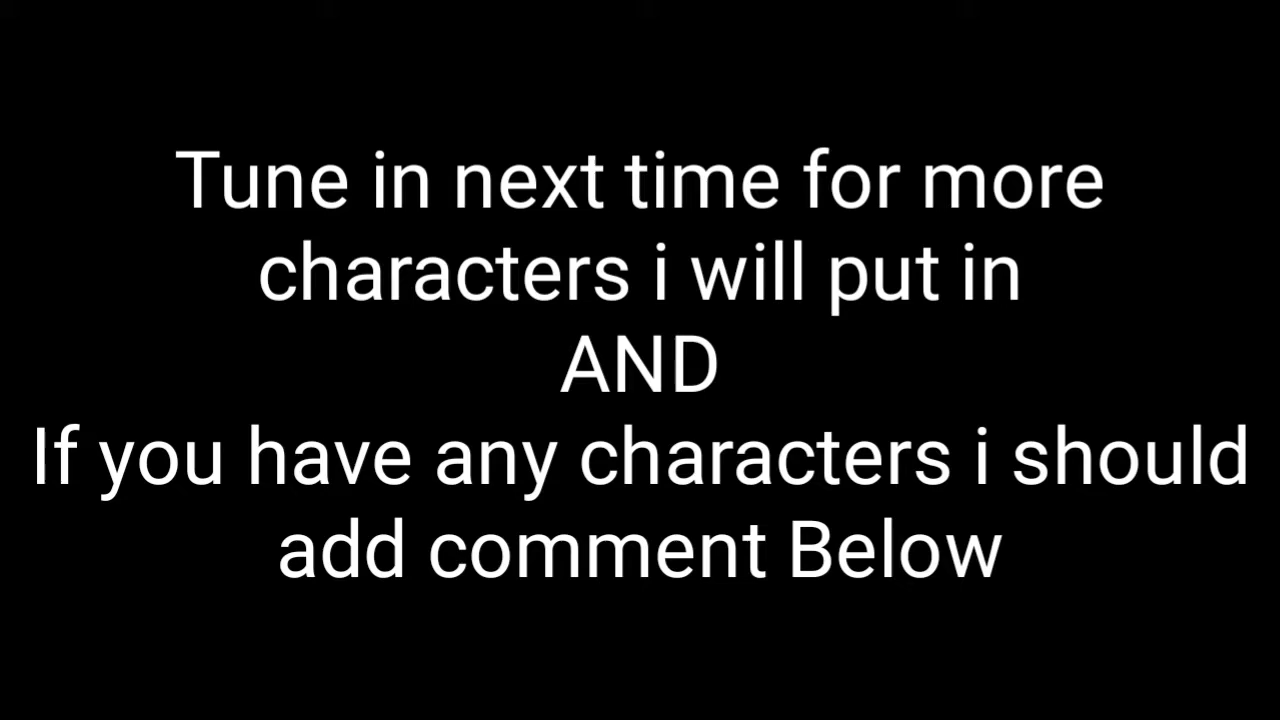 Tune in next time for more
characters i will put in
AND
If you have any characters i should
add comment Below